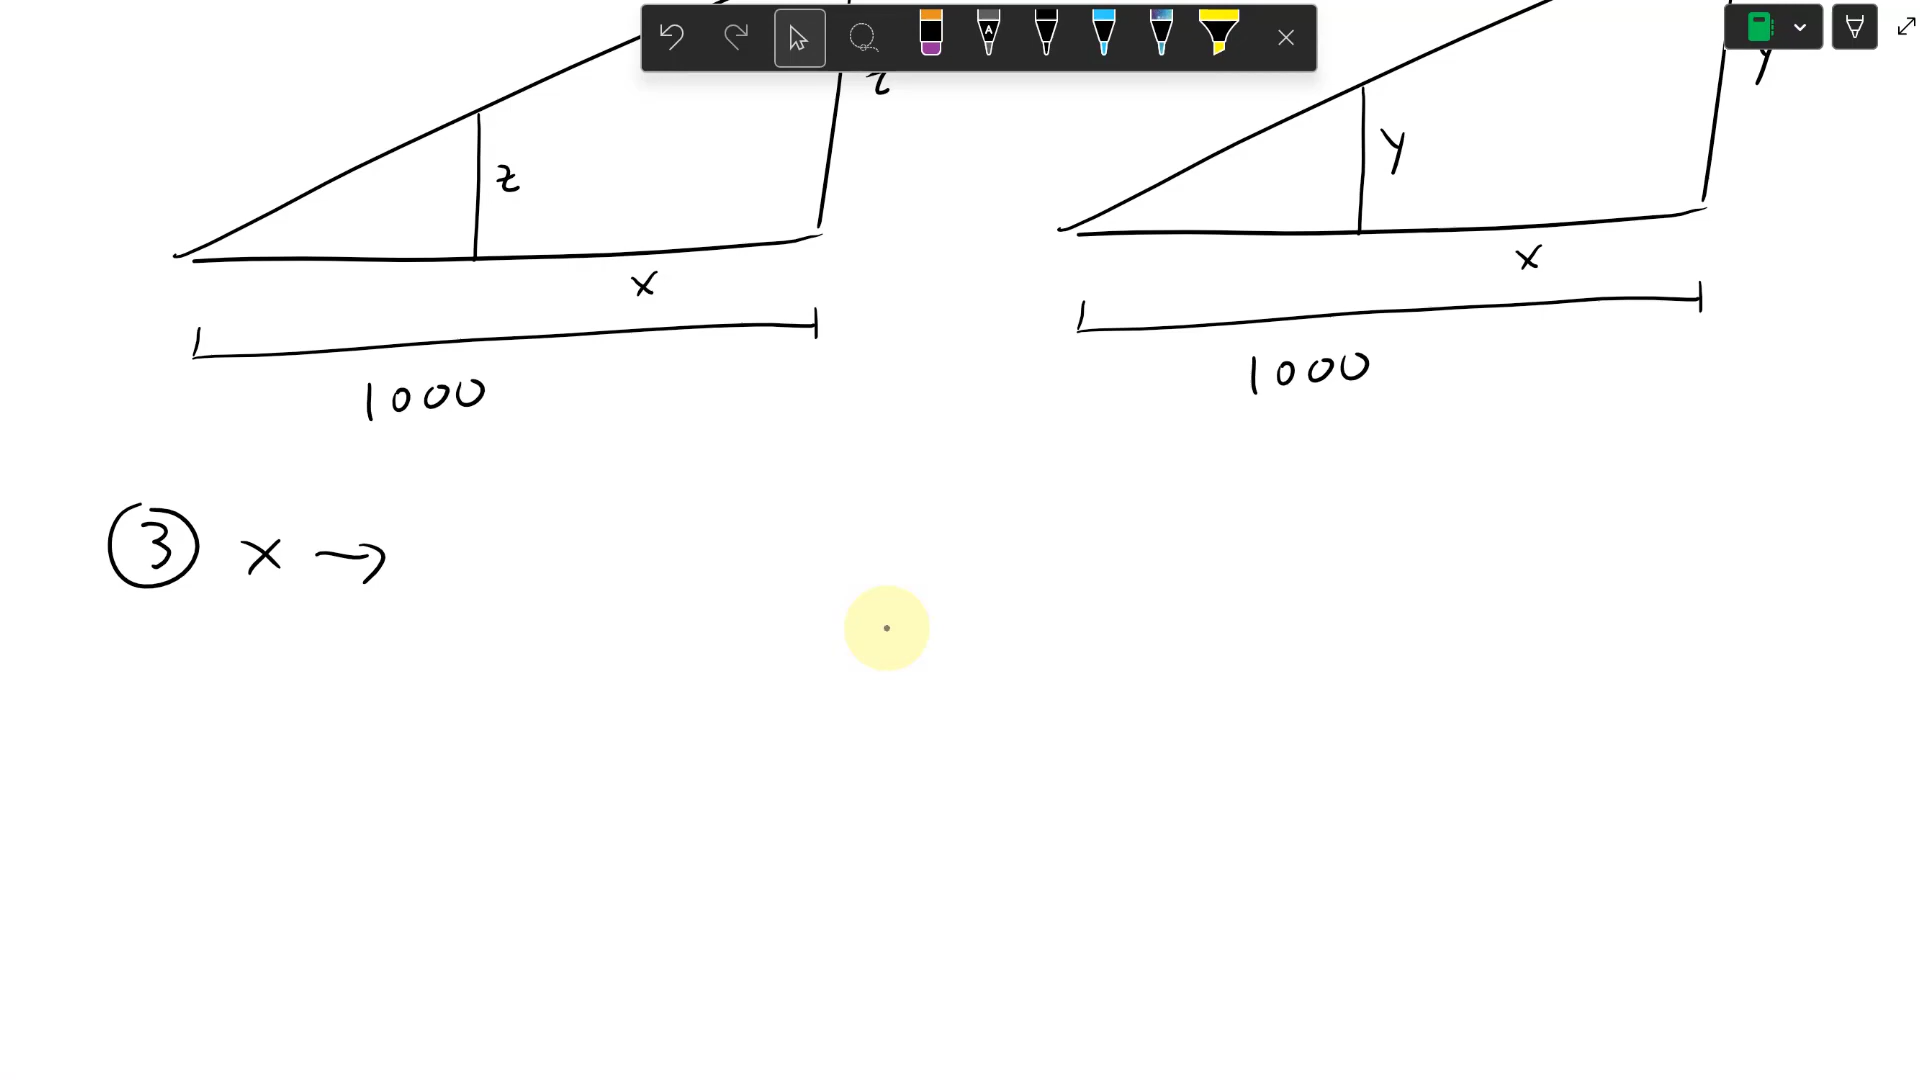 z y
z y
x x
1000 1000
3 x →